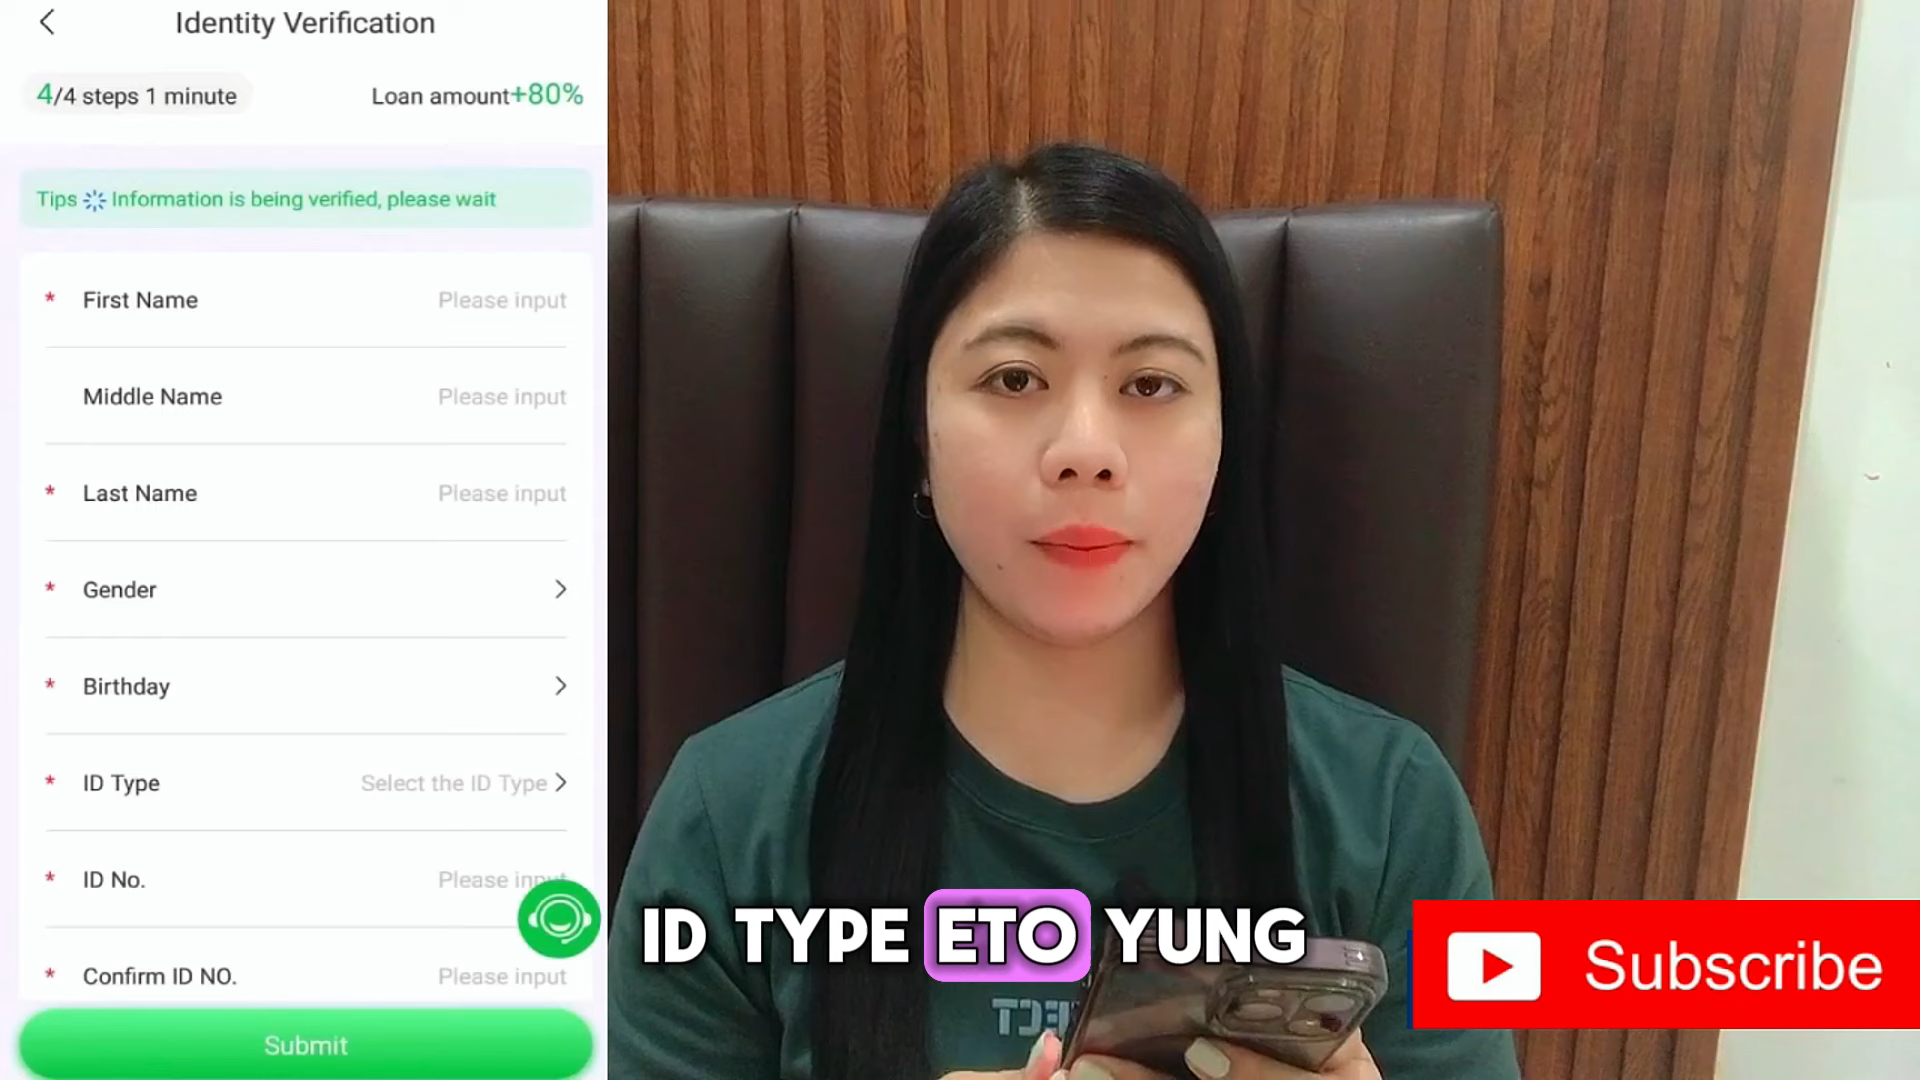 Identity Verification
4/4 steps 1 minute
Loan amount+80%
Tips Information is being verified, please wait
* First Name Please input
Middle Name Please input
* Last Name Please input
* Gender
* Birthday
* ID Type Select the ID Type
* ID No. Please input
* Confirm ID NO. Please input
Submit
ID TYPE ETO YUNG
Subscribe